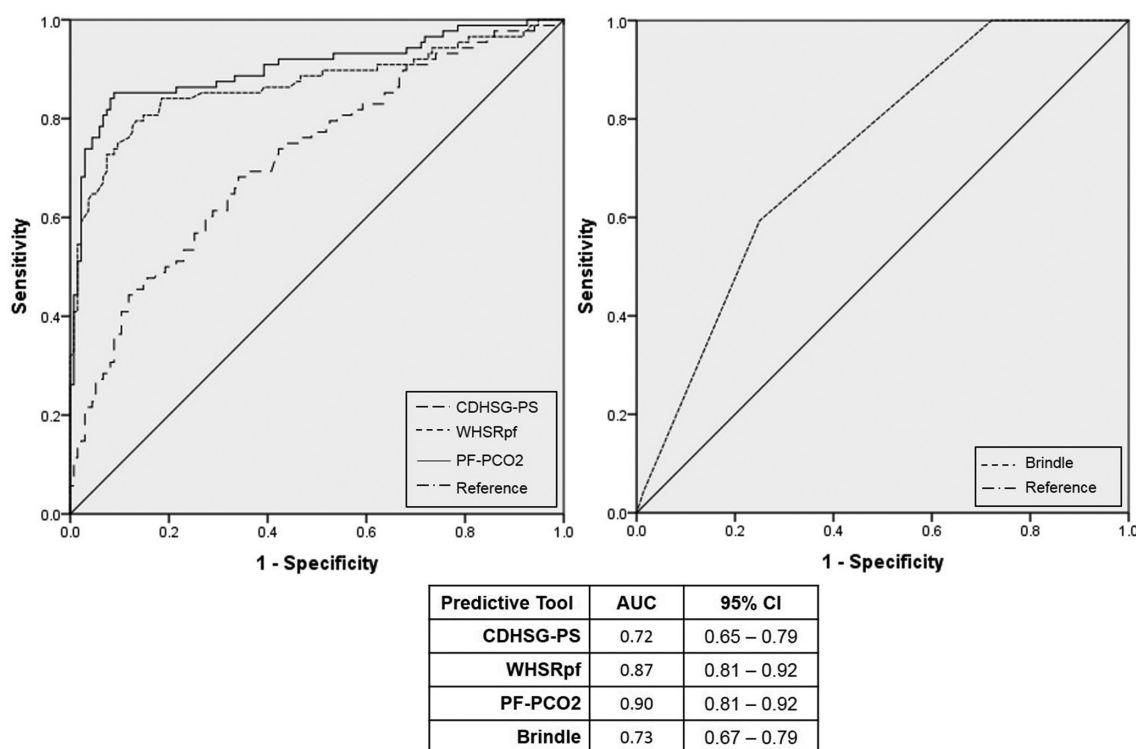 1.0
0.8
0.6
0.4
0.2
0.0
Sensitivity
0.0 0.2 0.4 0.6 0.8 1.0
1 - Specificity
CDHSG-PS
WHSRpf
PF-PCO2
Reference
1.0
0.8
0.6
0.4
0.2
0.0
Sensitivity
0.0 0.2 0.4 0.6 0.8 1.0
1 - Specificity
Brindle
Reference
Predictive Tool AUC 95% CI
CDHSG-PS 0.72 0.65 – 0.79
WHSRpf 0.87 0.81 – 0.92
PF-PCO2 0.90 0.81 – 0.92
Brindle 0.73 0.67 – 0.79